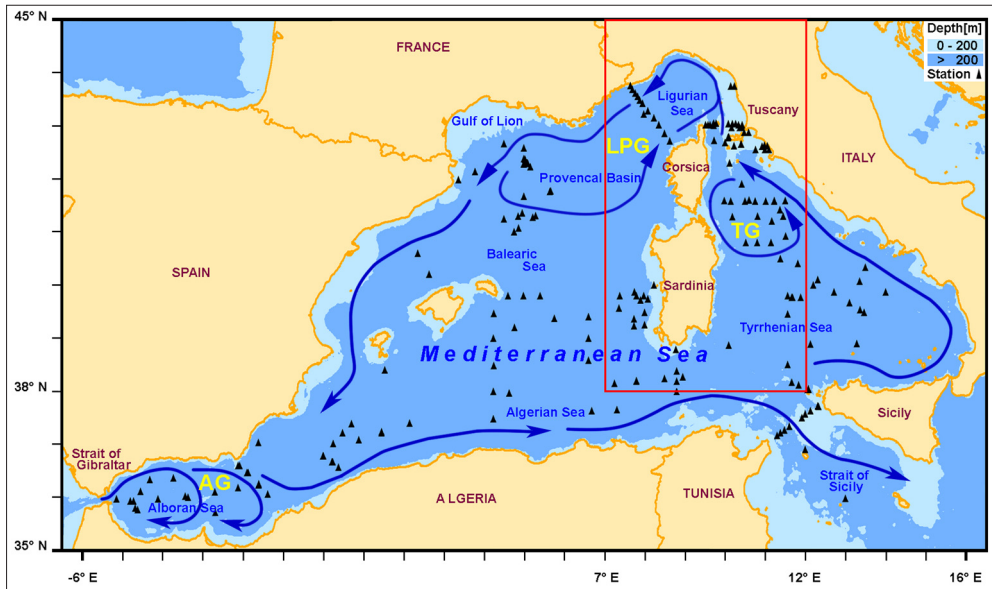 45° N
FRANCE
Depth[m]
0 - 200
> 200
Station
Ligurian
Sea
Tuscany
Gulf of Lion
LPG
ITALY
Corsica
Provencal Basin
TG
Balearic
Sea
SPAIN
Sardinia
Tyrrhenian Sea
Mediterranean Sea
38° N
Algerian Sea
Sicily
Strait of
Gibraltar
AG
Strait of
Sicily
ALGERIA
TUNISIA
Alboran Sea
35° N
-6° E
7° E
12° E
16° E